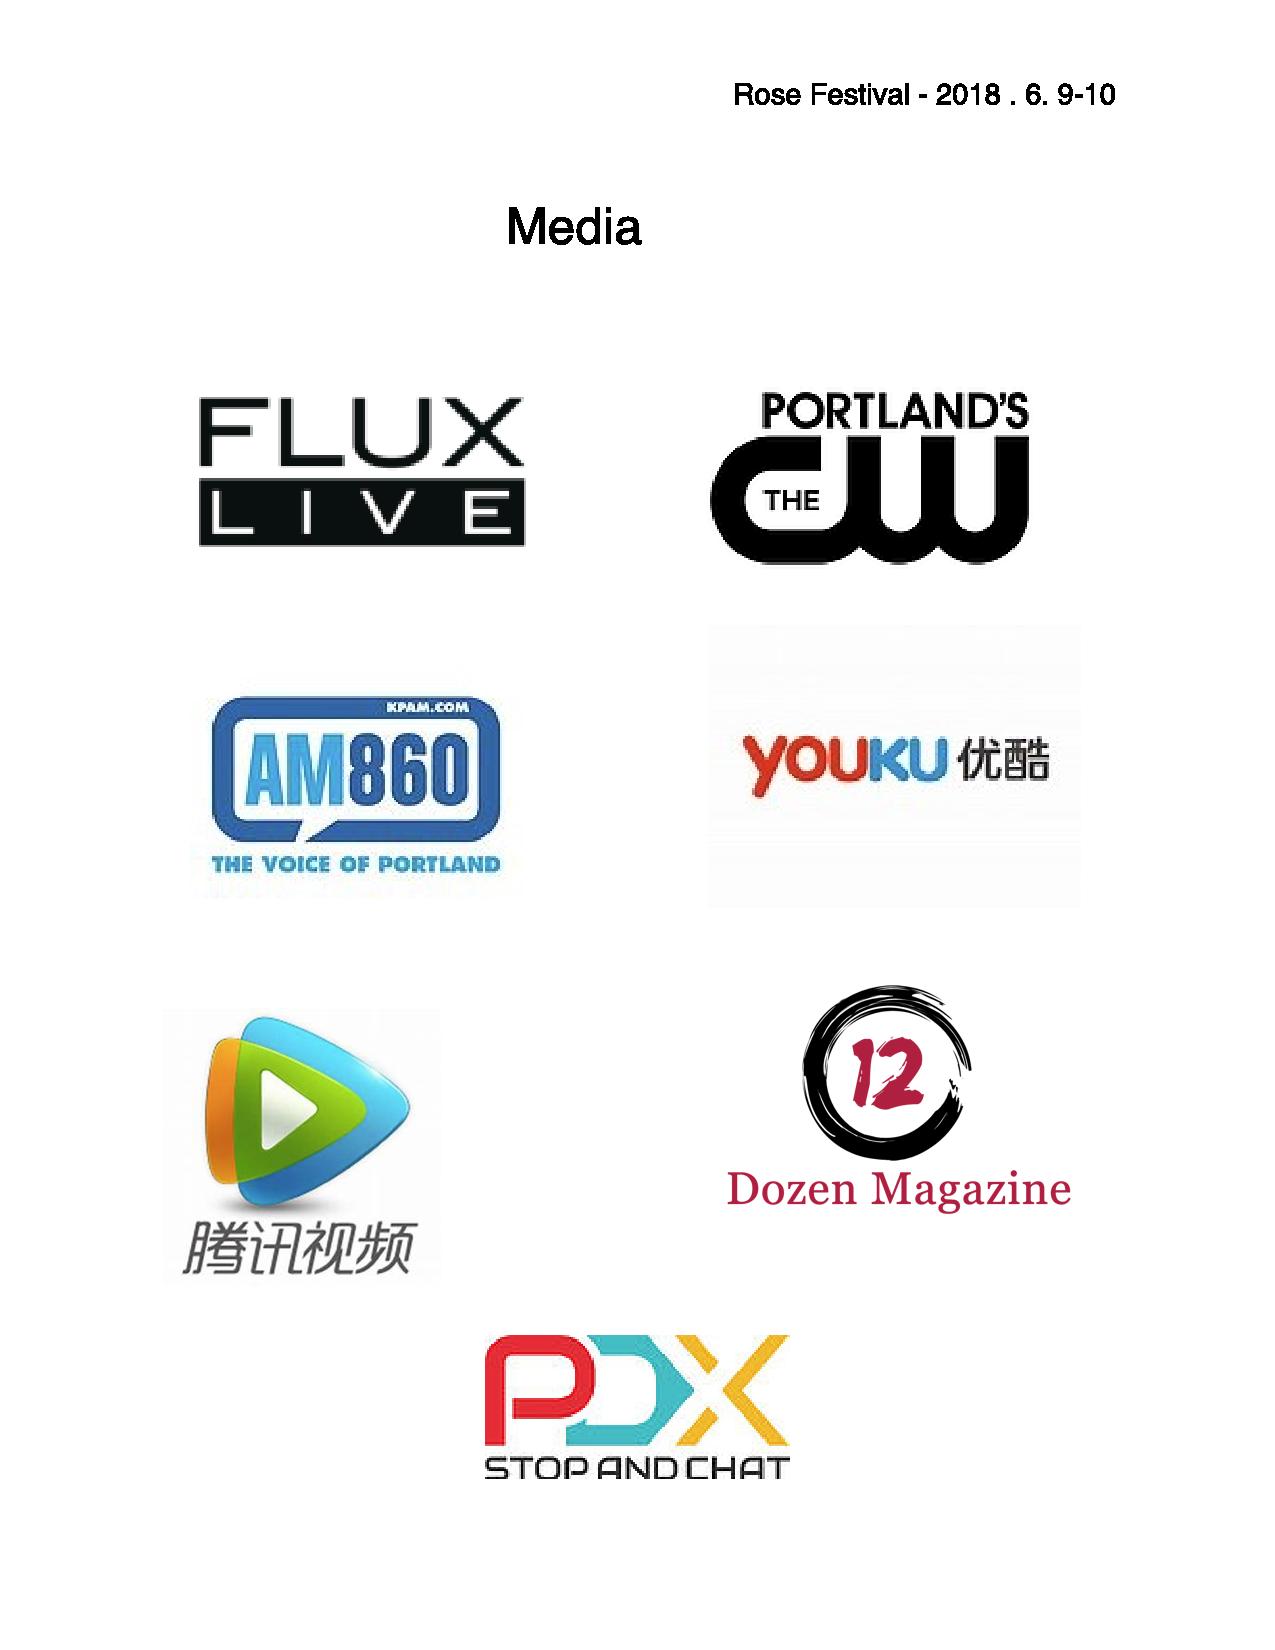 Rose Festival - 2018 . 6. 9-10
Media
FLUX
LIVE
PORTLAND'S
THE CW
KPAM.COM
AM860
THE VOICE OF PORTLAND
YOUKU 优酷
腾讯视频
12
Dozen Magazine
PDX
STOP AND CHAT